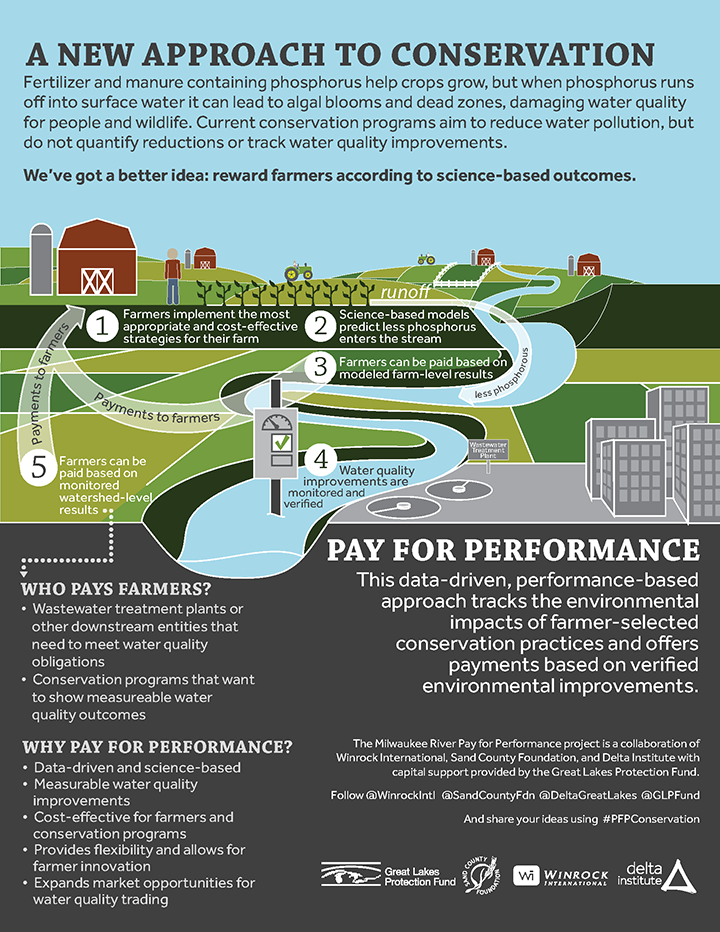 A NEW APPROACH TO CONSERVATION
Fertilizer and manure containing phosphorus help crops grow, but when phosphorus runs
off into surface water it can lead to algal blooms and dead zones, damaging water quality
for people and wildlife. Current conservation programs aim to reduce water pollution, but
do not quantify reductions or track water quality improvements.
We've got a better idea: reward farmers according to science-based outcomes.
runoff
1
Farmers implement the most
appropriate and cost-effective
strategies for their farm
2
Science-based models
predict less phosphorus
enters the stream
3
Farmers can be paid based on
modeled farm-level results
less phosphorous
Payments to farmers
Payments to farmers
Wastewater
Treatment
Plant
4
Water quality
improvements are
monitored and
verified
5
Farmers can be
paid based on
monitored
watershed-level
results
PAY FOR PERFORMANCE
This data-driven, performance-based
approach tracks the environmental
impacts of farmer-selected
conservation practices and offers
payments based on verified
environmental improvements.
WHO PAYS FARMERS?
• Wastewater treatment plants or
other downstream entities that
need to meet water quality
obligations
• Conservation programs that want
to show measureable water
quality outcomes
WHY PAY FOR PERFORMANCE?
• Data-driven and science-based
• Measurable water quality
improvements
• Cost-effective for farmers and
conservation programs
• Provides flexibility and allows for
farmer innovation
• Expands market opportunities for
water quality trading
The Milwaukee River Pay for Performance project is a collaboration of
Winrock International, Sand County Foundation, and Delta Institute with
capital support provided by the Great Lakes Protection Fund.
Follow @WinrockIntl @SandCountyFdn @DeltaGreatLakes @GLPFund
And share your ideas using #PFPConservation
Great Lakes
Protection Fund
SAND COUNTY
FOUNDATION
Wi
WINROCK
INTERNATIONAL
delta
institute